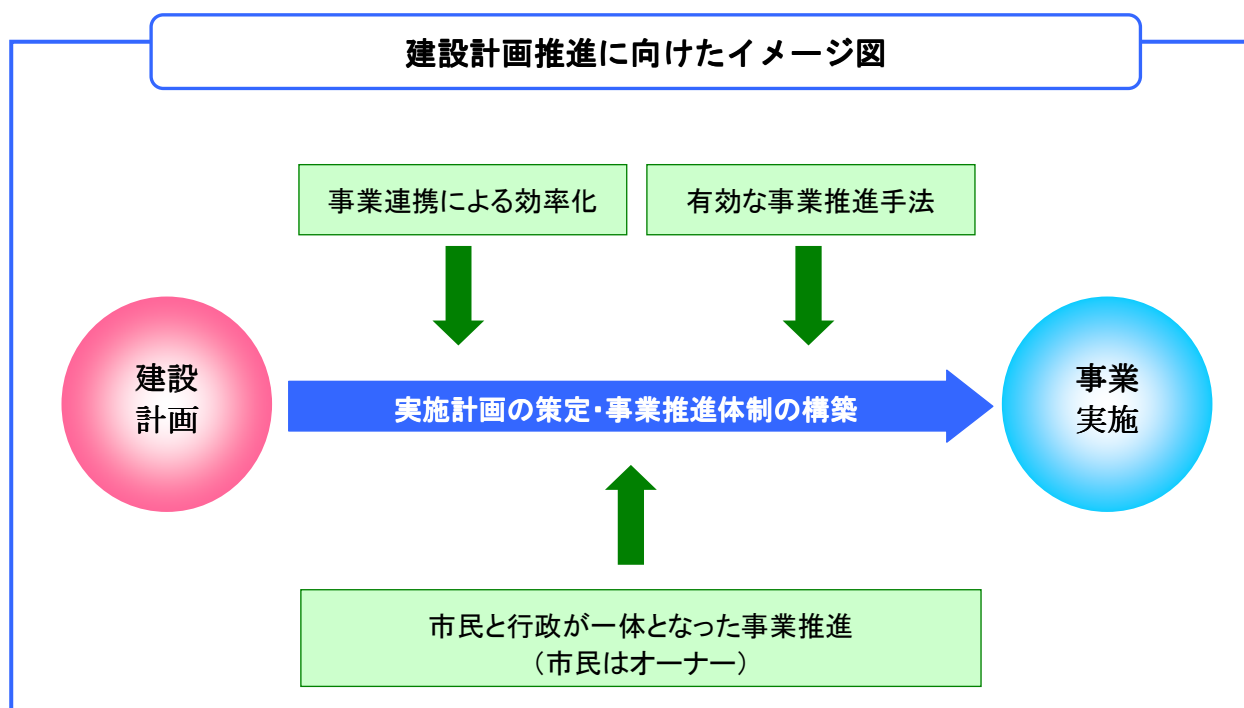 建設計画推進に向けたイメージ図
事業連携による効率化
有効な事業推進手法
建設
計画
実施計画の策定・事業推進体制の構築
事業
実施
市民と行政が一体となった事業推進
（市民はオーナー）